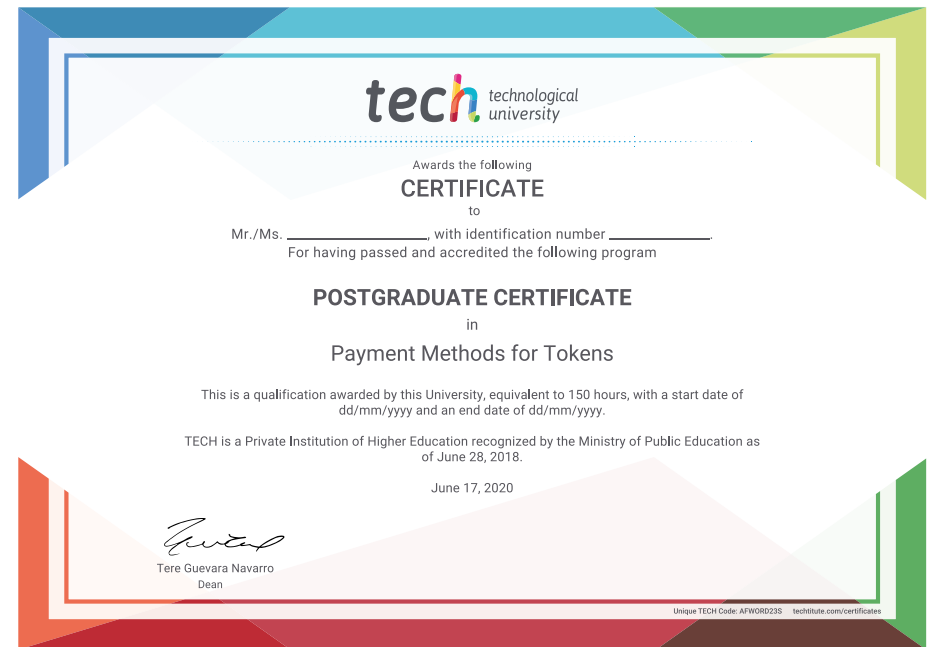 tech technological
university
Awards the following
CERTIFICATE
to
Mr./Ms. ____________________, with identification number ______________.
For having passed and accredited the following program
POSTGRADUATE CERTIFICATE
in
Payment Methods for Tokens
This is a qualification awarded by this University, equivalent to 150 hours, with a start date of
dd/mm/yyyy and an end date of dd/mm/yyyy.
TECH is a Private Institution of Higher Education recognized by the Ministry of Public Education as
of June 28, 2018.
June 17, 2020
Tere Guevara Navarro
Dean
Unique TECH Code: AFWORD23S techtitute.com/certificates